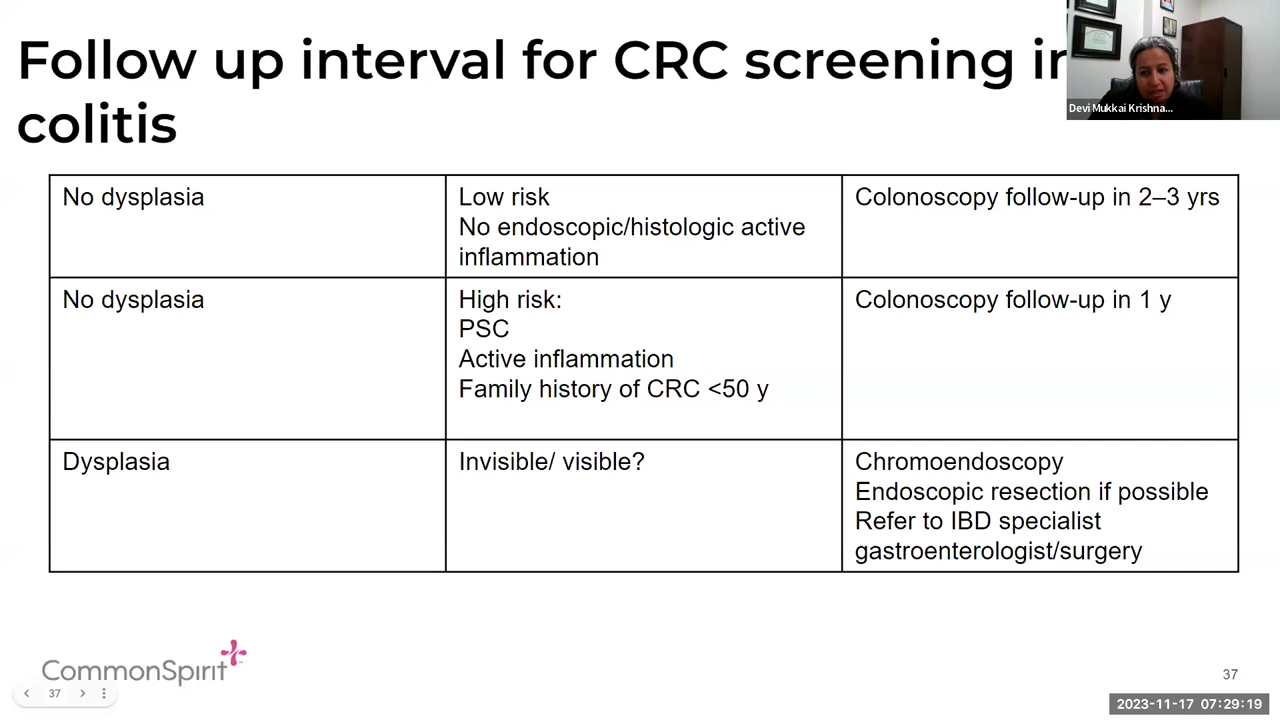 Follow up interval for CRC screening in
colitis
Devi Mukkai Krishna...
No dysplasia
Low risk
No endoscopic/histologic active
inflammation
Colonoscopy follow-up in 2–3 yrs
No dysplasia
High risk:
PSC
Active inflammation
Family history of CRC <50 y
Colonoscopy follow-up in 1 y
Dysplasia
Invisible/ visible?
Chromoendoscopy
Endoscopic resection if possible
Refer to IBD specialist
gastroenterologist/surgery
CommonSpirit
37
37
2023-11-17 07:29:19